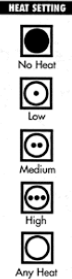 HEAT SETTING
No Heat
Low
Medium
High
Any Heat